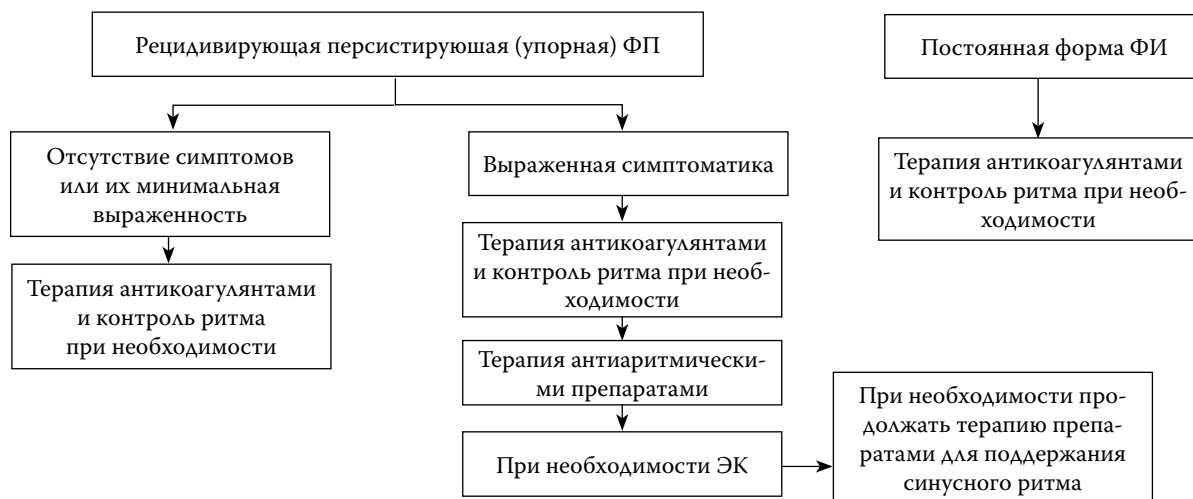 Рецидивирующая персистируюшая (упорная) ФП
Постоянная форма ФИ
Отсутствие симптомов
или их минимальная
выраженность
Выраженная симптоматика
Терапия антикоагулянтами
и контроль ритма при необ-
ходимости
Терапия антикоагулянтами
и контроль ритма при необ-
ходимости
Терапия антикоагулянтами
и контроль ритма
при необходимости
Терапия антиаритмически-
ми препаратами
При необходимости ЭК
При необходимости про-
должать терапию препа-
ратами для поддержания
синусного ритма